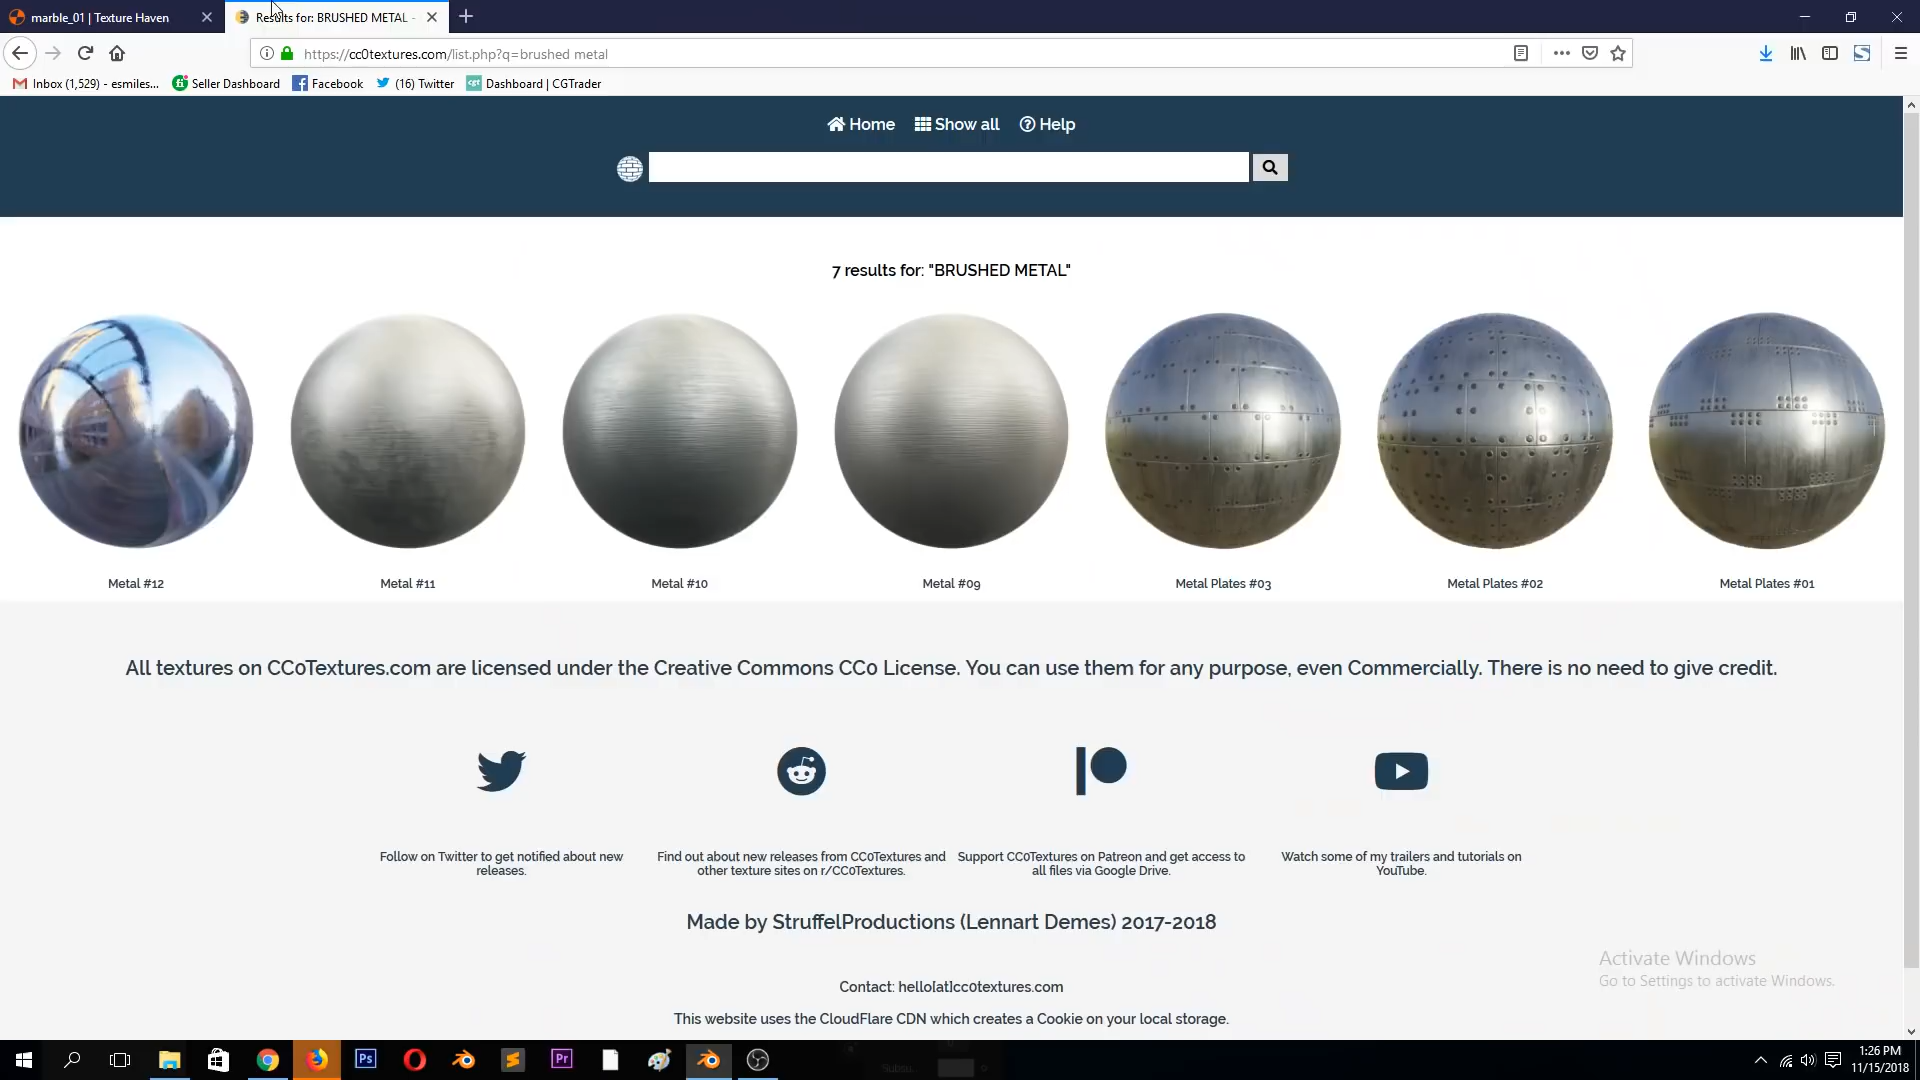 marble_01 | Texture Haven
Results for: BRUSHED METAL -
https://cc0textures.com/list.php?q=brushed metal
Inbox (1,529) - esmiles...
Seller Dashboard
Facebook
(16) Twitter
Dashboard | CGTrader
Home
Show all
Help
7 results for: "BRUSHED METAL"
Metal #12
Metal #11
Metal #10
Metal #09
Metal Plates #03
Metal Plates #02
Metal Plates #01
All textures on CC0Textures.com are licensed under the Creative Commons CC0 License. You can use them for any purpose, even Commercially. There is no need to give credit.
Follow on Twitter to get notified about new
releases.
Find out about new releases from CC0Textures and
other texture sites on r/CC0Textures.
Support CC0Textures on Patreon and get access to
all files via Google Drive.
Watch some of my trailers and tutorials on
YouTube.
Made by StruffelProductions (Lennart Demes) 2017-2018
Activate Windows
Go to Settings to activate Windows.
Contact: hello[at]cc0textures.com
This website uses the CloudFlare CDN which creates a Cookie on your local storage.
Ps
Pr
1:26 PM
11/15/2018